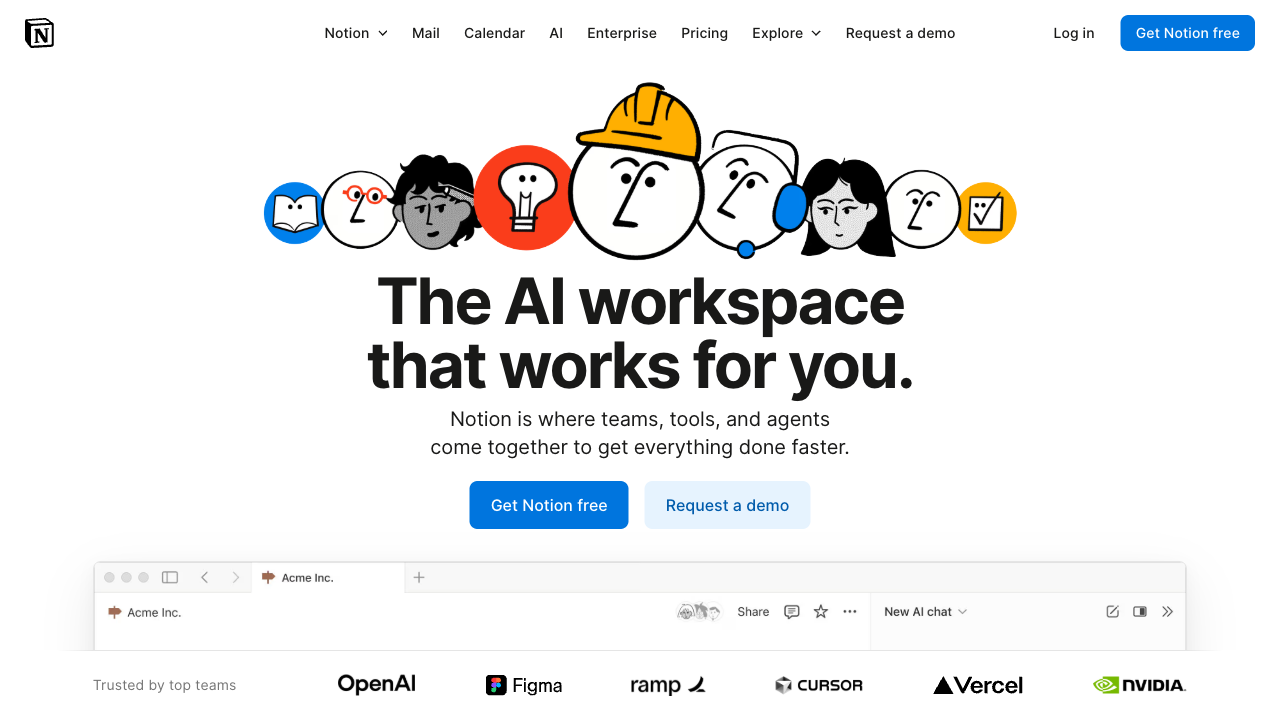 N
Notion
Mail
Calendar
AI
Enterprise
Pricing
Explore
Request a demo
Log in
Get Notion free
The AI workspace
that works for you.
Notion is where teams, tools, and agents
come together to get everything done faster.
Get Notion free
Request a demo
Acme Inc.
Acme Inc.
Share
New AI chat
Trusted by top teams
OpenAI
Figma
ramp
CURSOR
Vercel
NVIDIA.